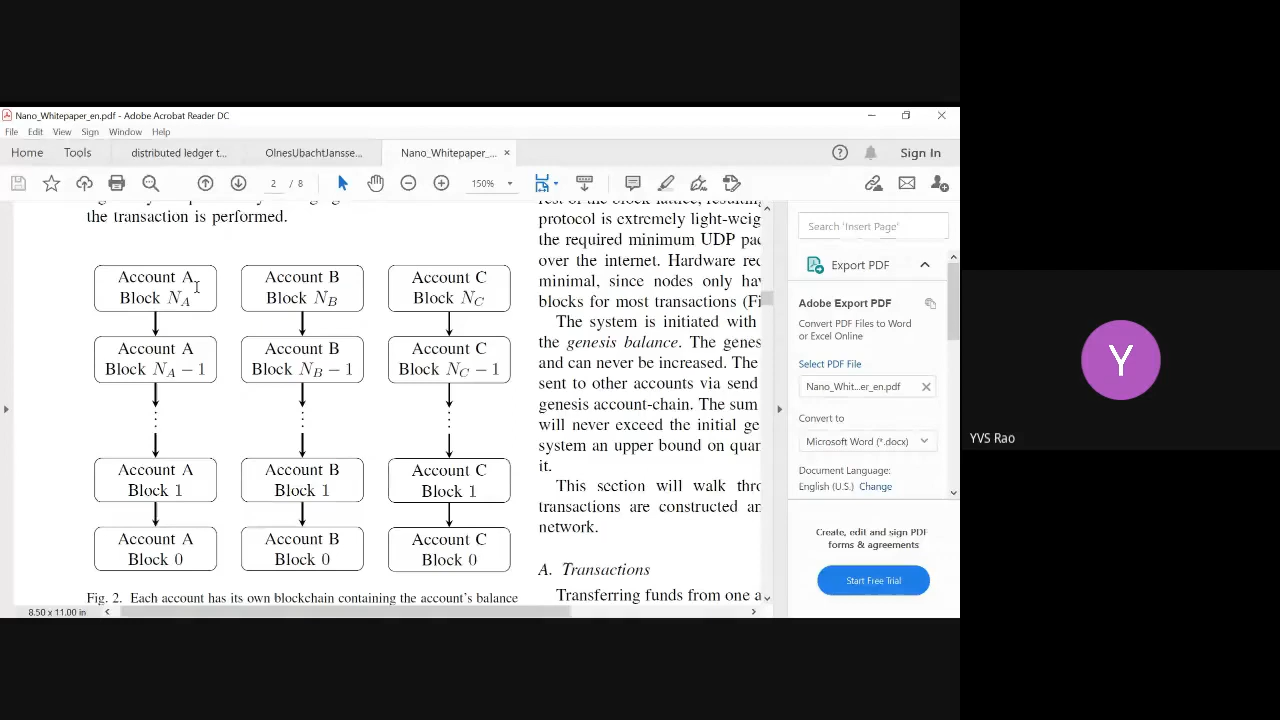 Nano_Whitepaper_en.pdf - Adobe Acrobat Reader DC
File Edit View Window Sign Help
Home Tools distributed ledger t... OlnesUbachtJansse... Nano_Whitepaper_... × Sign In
2 / 8 150%
the transaction is performed.
Account A
Block N_A
Account B
Block N_B
Account C
Block N_C
Account A
Block N_A − 1
Account B
Block N_B − 1
Account C
Block N_C − 1
Account A
Block 1
Account B
Block 1
Account C
Block 1
Account A
Block 0
Account B
Block 0
Account C
Block 0
Fig. 2. Each account has its own blockchain containing the account's balance
rest of the block lattice, resulting
protocol is extremely light-weig
the required minimum UDP pac
over the internet. Hardware rec
minimal, since nodes only hav
blocks for most transactions (Fi
The system is initiated with
the genesis balance. The genes
and can never be increased. The
sent to other accounts via send
genesis account-chain. The sum
will never exceed the initial ge
system an upper bound on quan
it.
This section will walk thro
transactions are constructed an
network.
A. Transactions
Transferring funds from one a
8.50 x 11.00 in
Search 'Insert Page'
Export PDF
Adobe Export PDF
Convert PDF Files to Word
or Excel Online
Select PDF File
Nano_Whit...er_en.pdf
Convert to
Microsoft Word (*.docx)
Document Language:
English (U.S.) Change
Create, edit and sign PDF
forms & agreements
Start Free Trial
Y
YVS Rao